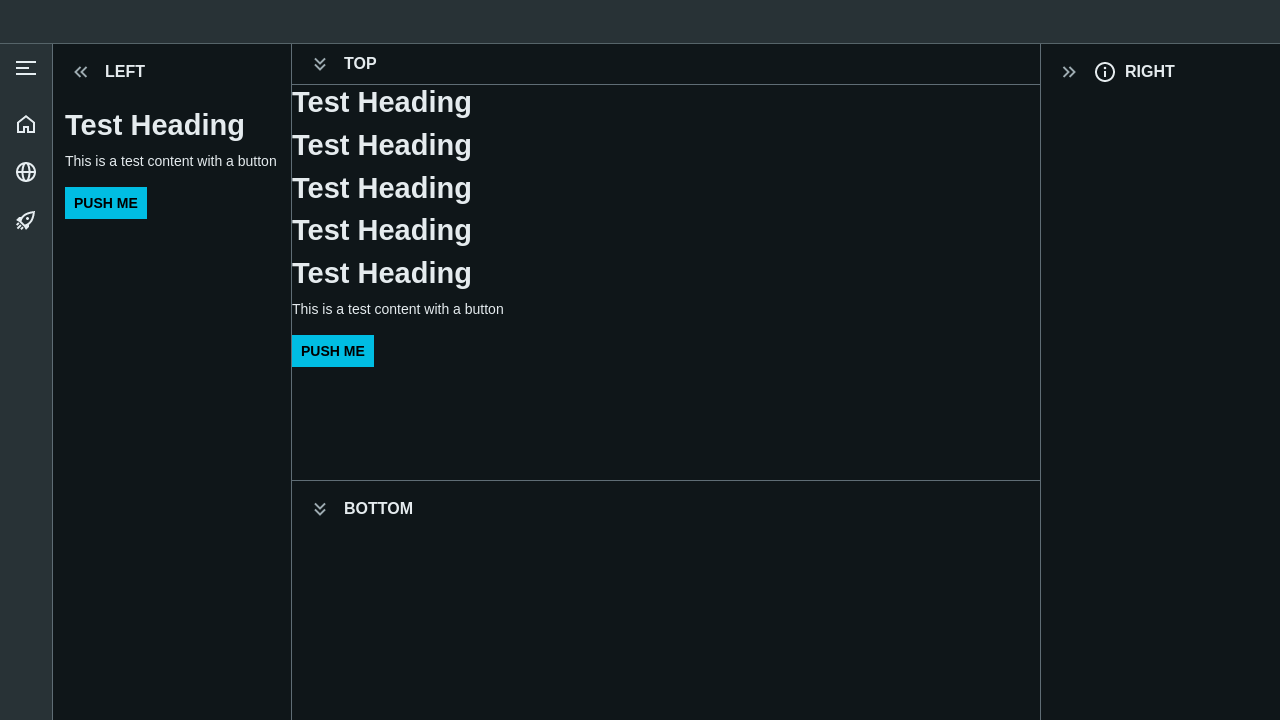 LEFT
Test Heading
This is a test content with a button
PUSH ME
TOP
Test Heading
Test Heading
Test Heading
Test Heading
Test Heading
This is a test content with a button
PUSH ME
BOTTOM
RIGHT